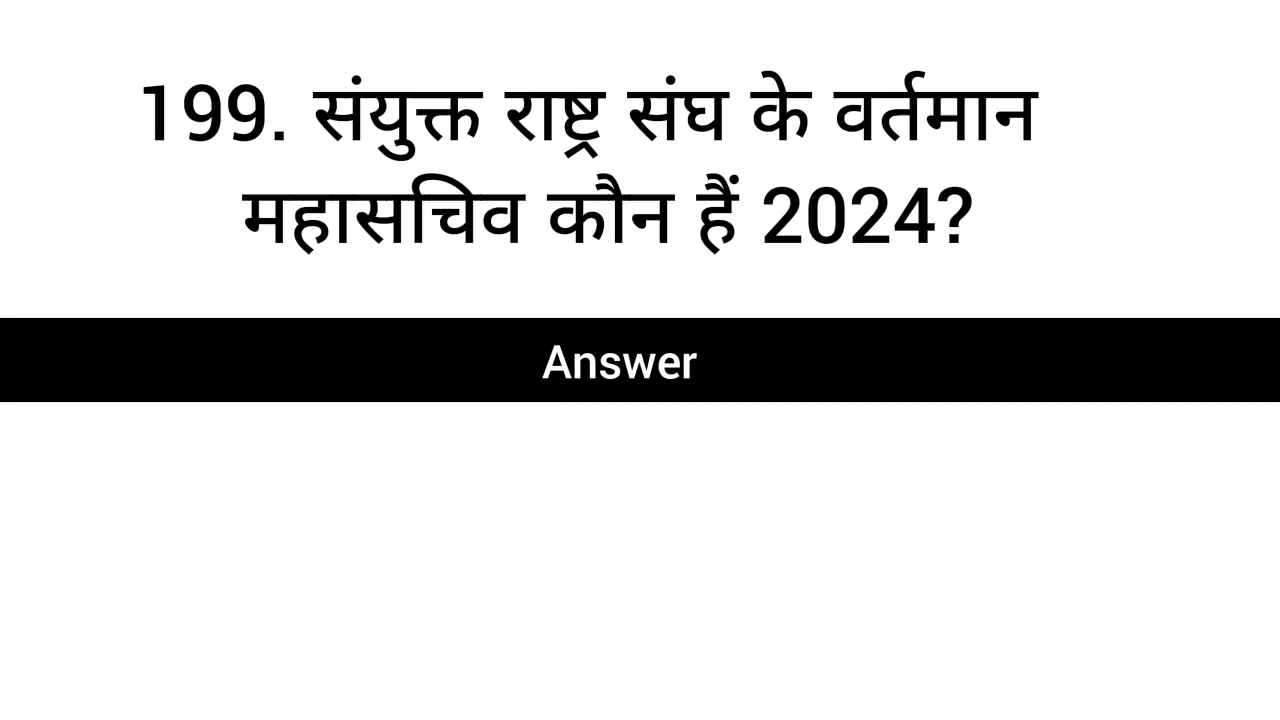 199. संयुक्त राष्ट्र संघ के वर्तमान
महासचिव कौन हैं 2024?
Answer